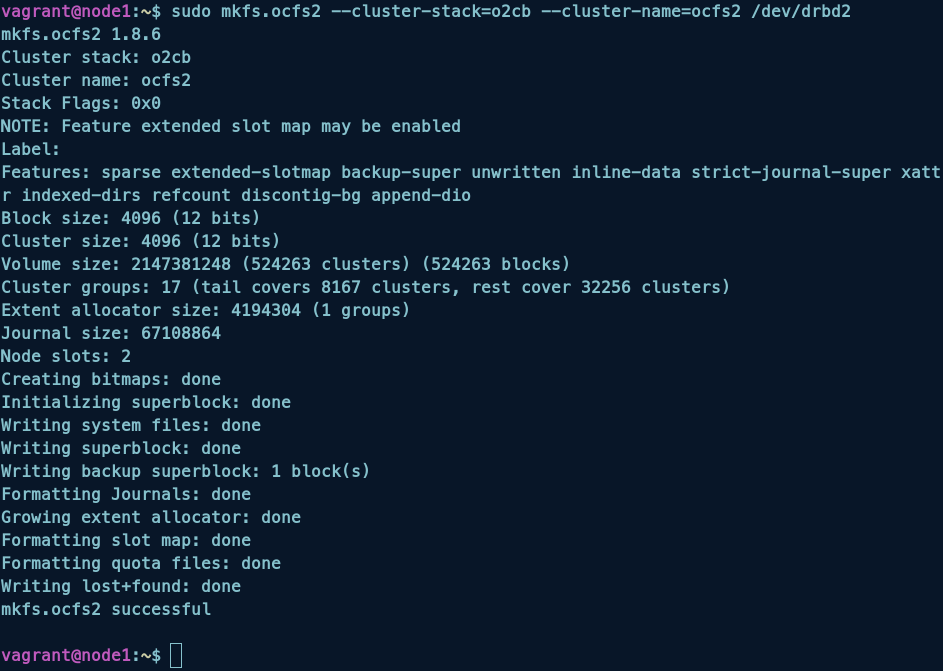 vagrant@node1:~$ sudo mkfs.ocfs2 --cluster-stack=o2cb --cluster-name=ocfs2 /dev/drbd2
mkfs.ocfs2 1.8.6
Cluster stack: o2cb
Cluster name: ocfs2
Stack Flags: 0x0
NOTE: Feature extended slot map may be enabled
Label:
Features: sparse extended-slotmap backup-super unwritten inline-data strict-journal-super xatt
r indexed-dirs refcount discontig-bg append-dio
Block size: 4096 (12 bits)
Cluster size: 4096 (12 bits)
Volume size: 2147381248 (524263 clusters) (524263 blocks)
Cluster groups: 17 (tail covers 8167 clusters, rest cover 32256 clusters)
Extent allocator size: 4194304 (1 groups)
Journal size: 67108864
Node slots: 2
Creating bitmaps: done
Initializing superblock: done
Writing system files: done
Writing superblock: done
Writing backup superblock: 1 block(s)
Formatting Journals: done
Growing extent allocator: done
Formatting slot map: done
Formatting quota files: done
Writing lost+found: done
mkfs.ocfs2 successful
vagrant@node1:~$